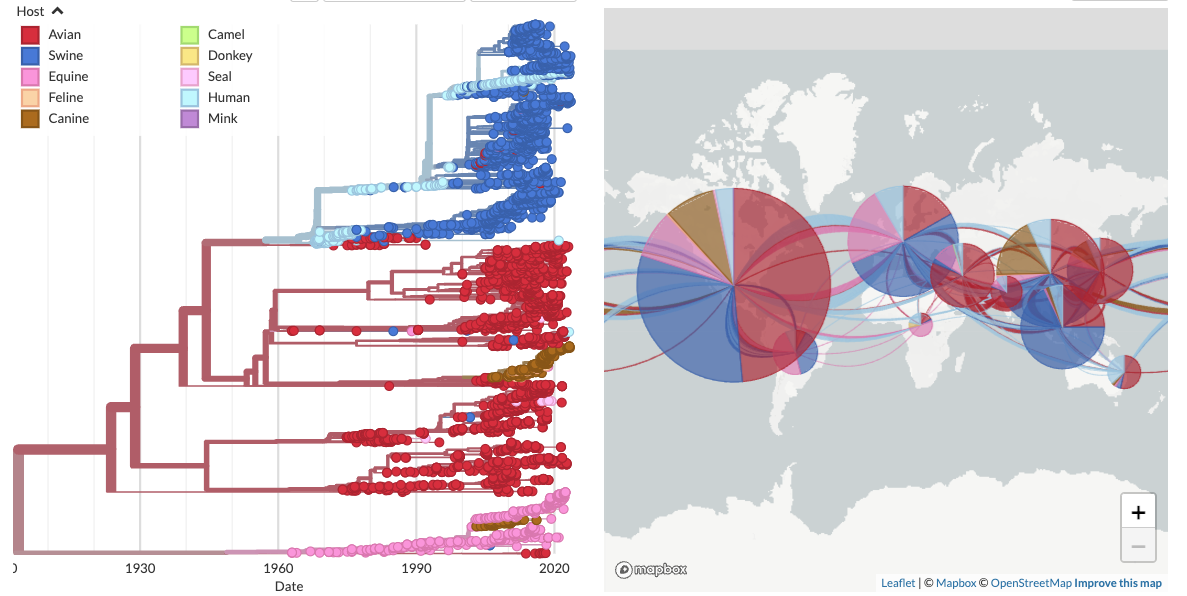 Host
Avian
Swine
Equine
Feline
Canine
Camel
Donkey
Seal
Human
Mink
1930
1960
1990
2020
Date
+
−
mapbox
Leaflet | © Mapbox © OpenStreetMap Improve this map